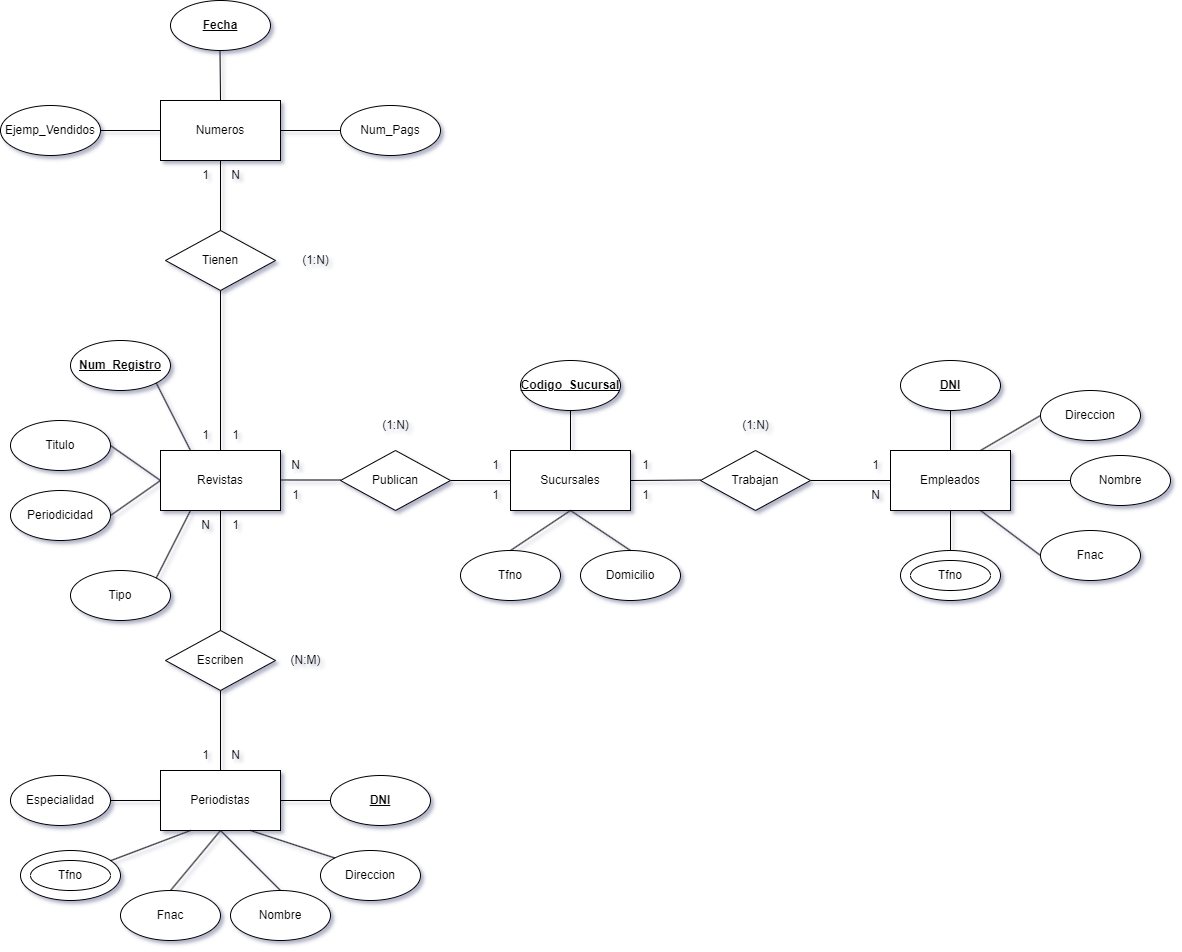 Fecha
Ejemp_Vendidos
Numeros
Num_Pags
1 N
Tienen
(1:N)
Num_Registro
Codigo_Sucursal
DNI
Direccion
(1:N)
(1:N)
1 1
Titulo
N
1
1
1
Revistas
Publican
Sucursales
Trabajan
Empleados
Nombre
1
1
1
N
Periodicidad
N 1
Tipo
Tfno
Domicilio
Tfno
Fnac
Escriben
(N:M)
1 N
Especialidad
Periodistas
DNI
Tfno
Direccion
Fnac
Nombre